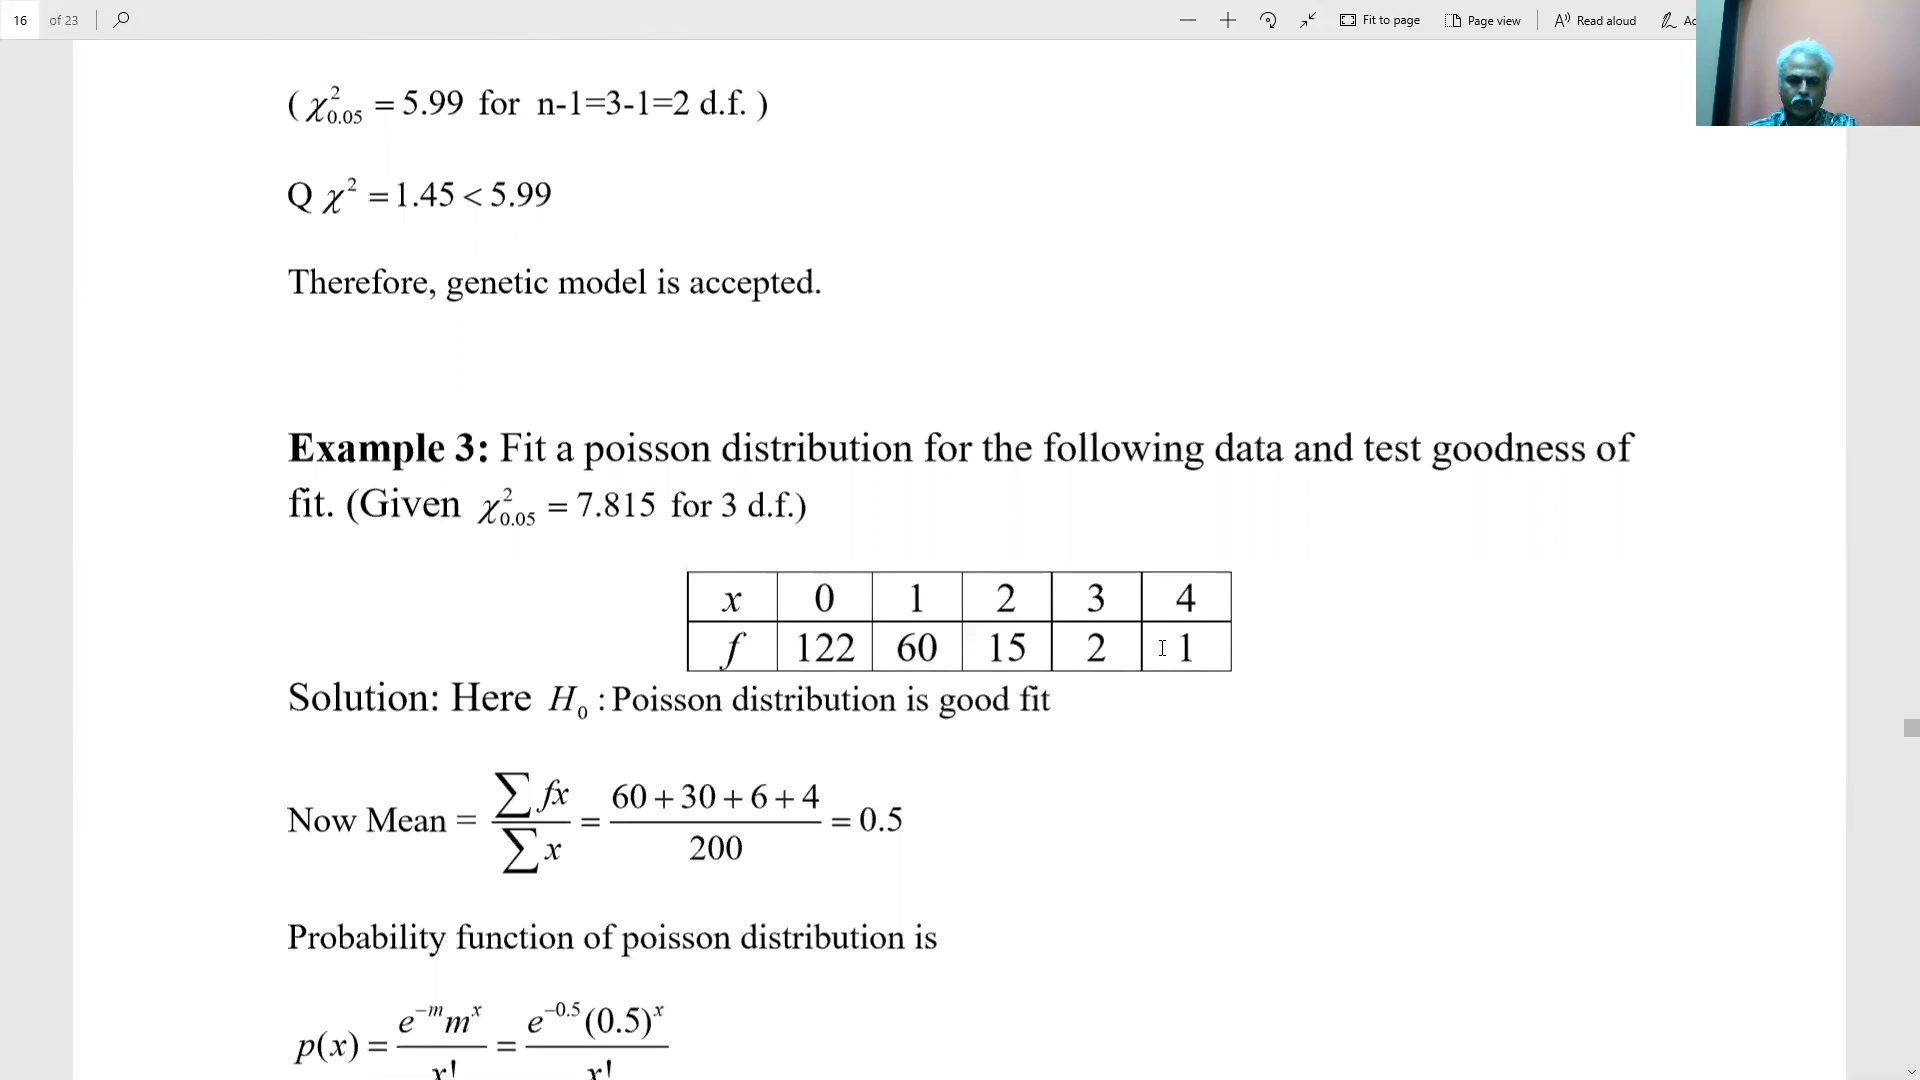 16 of 23 Fit to page Page view A⁾⁾ Read aloud
( χ²₀.₀₅ = 5.99 for n-1=3-1=2 d.f. )
Q χ² = 1.45 < 5.99
Therefore, genetic model is accepted.
Example 3: Fit a poisson distribution for the following data and test goodness of
fit. (Given χ²₀.₀₅ = 7.815 for 3 d.f.)
x 0 1 2 3 4
f 122 60 15 2 1
Solution: Here H₀ : Poisson distribution is good fit
Now Mean = ∑ fx / ∑ x = 60 + 30 + 6 + 4 / 200 = 0.5
Probability function of poisson distribution is
p(x) = e^−m m^x / x! = e^−0.5 (0.5)^x / x!